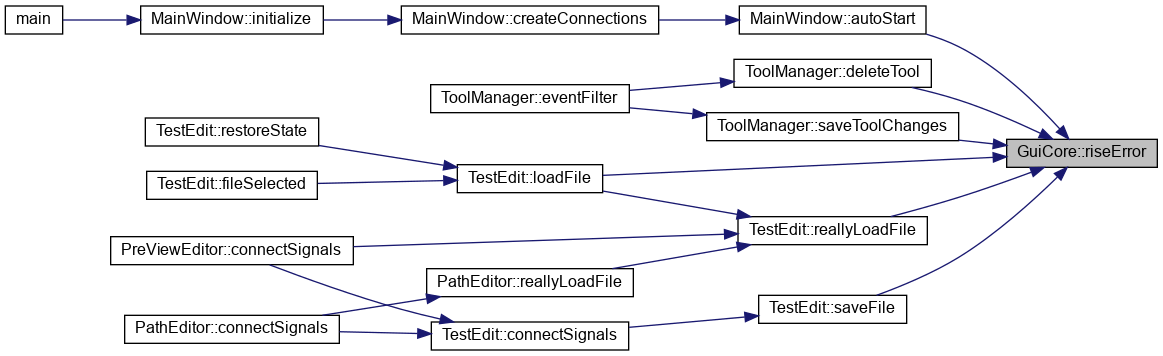 main
MainWindow::initialize
MainWindow::createConnections
MainWindow::autoStart
ToolManager::deleteTool
ToolManager::eventFilter
ToolManager::saveToolChanges
TestEdit::restoreState
GuiCore::riseError
TestEdit::fileSelected
TestEdit::loadFile
TestEdit::reallyLoadFile
PreViewEditor::connectSignals
PathEditor::reallyLoadFile
TestEdit::saveFile
PathEditor::connectSignals
TestEdit::connectSignals